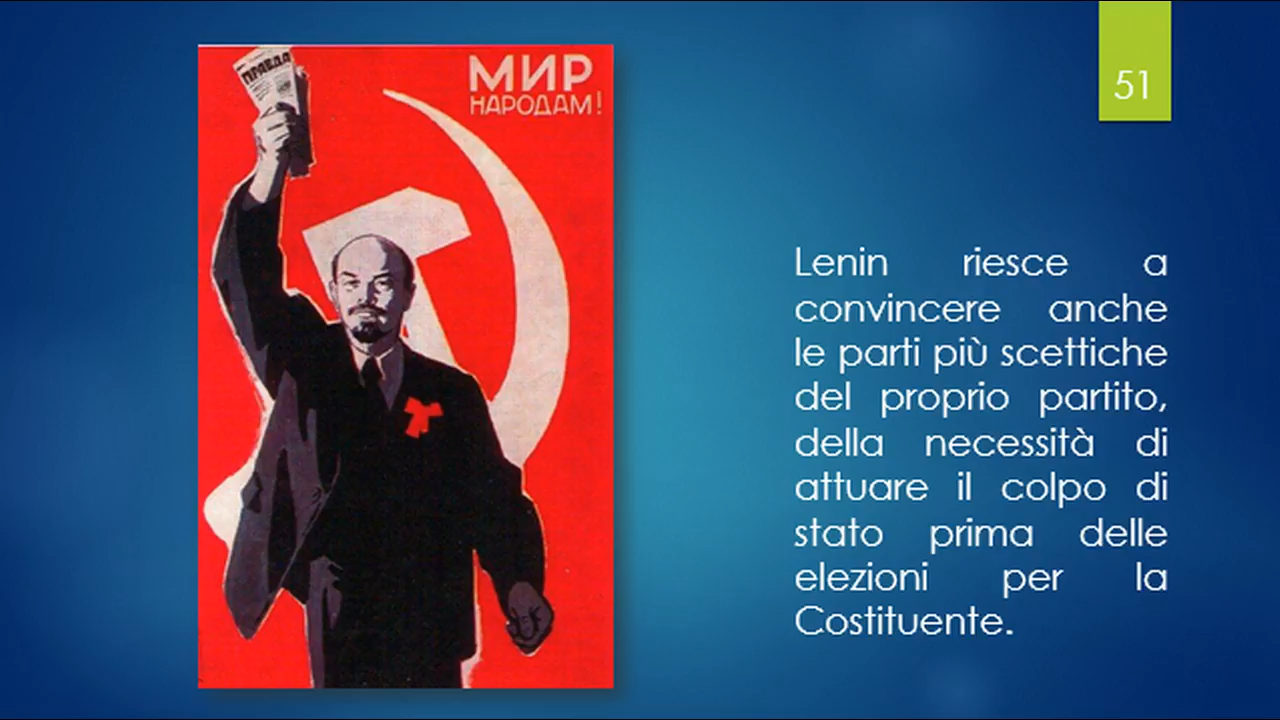 ПРАВДА
МИР
НАРОДАМ!
51
Lenin riesce a
convincere anche
le parti più scettiche
del proprio partito,
della necessità di
attuare il colpo di
stato prima delle
elezioni per la
Costituente.